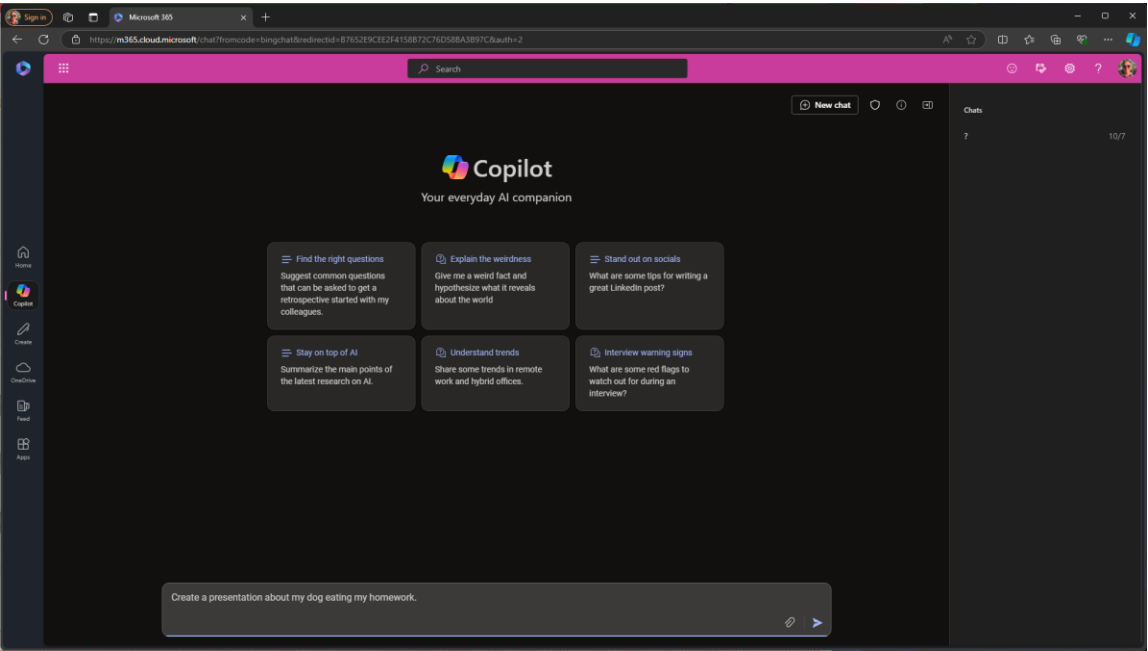 Sign in
Microsoft 365
https://m365.cloud.microsoft/chat?fromcode=bingchat&redirectid=B7652E9CEE2F4158B72C76D58BA3B97C&auth=2
Search
New chat
Chats
?
10/7
Copilot
Your everyday AI companion
Home
Copilot
Create
OneDrive
Feed
Apps
Find the right questions
Suggest common questions
that can be asked to get a
retrospective started with my
colleagues.
Explain the weirdness
Give me a weird fact and
hypothesize what it reveals
about the world
Stand out on socials
What are some tips for writing a
great LinkedIn post?
Stay on top of AI
Summarize the main points of
the latest research on AI.
Understand trends
Share some trends in remote
work and hybrid offices.
Interview warning signs
What are some red flags to
watch out for during an
interview?
Create a presentation about my dog eating my homework.